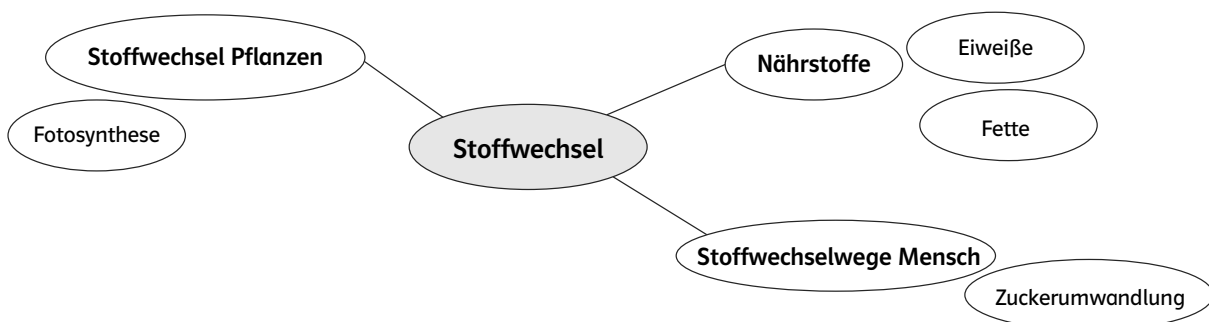 Stoffwechsel Pflanzen
Fotosynthese
Stoffwechsel
Nährstoffe
Eiweiße
Fette
Stoffwechselwege Mensch
Zuckerumwandlung